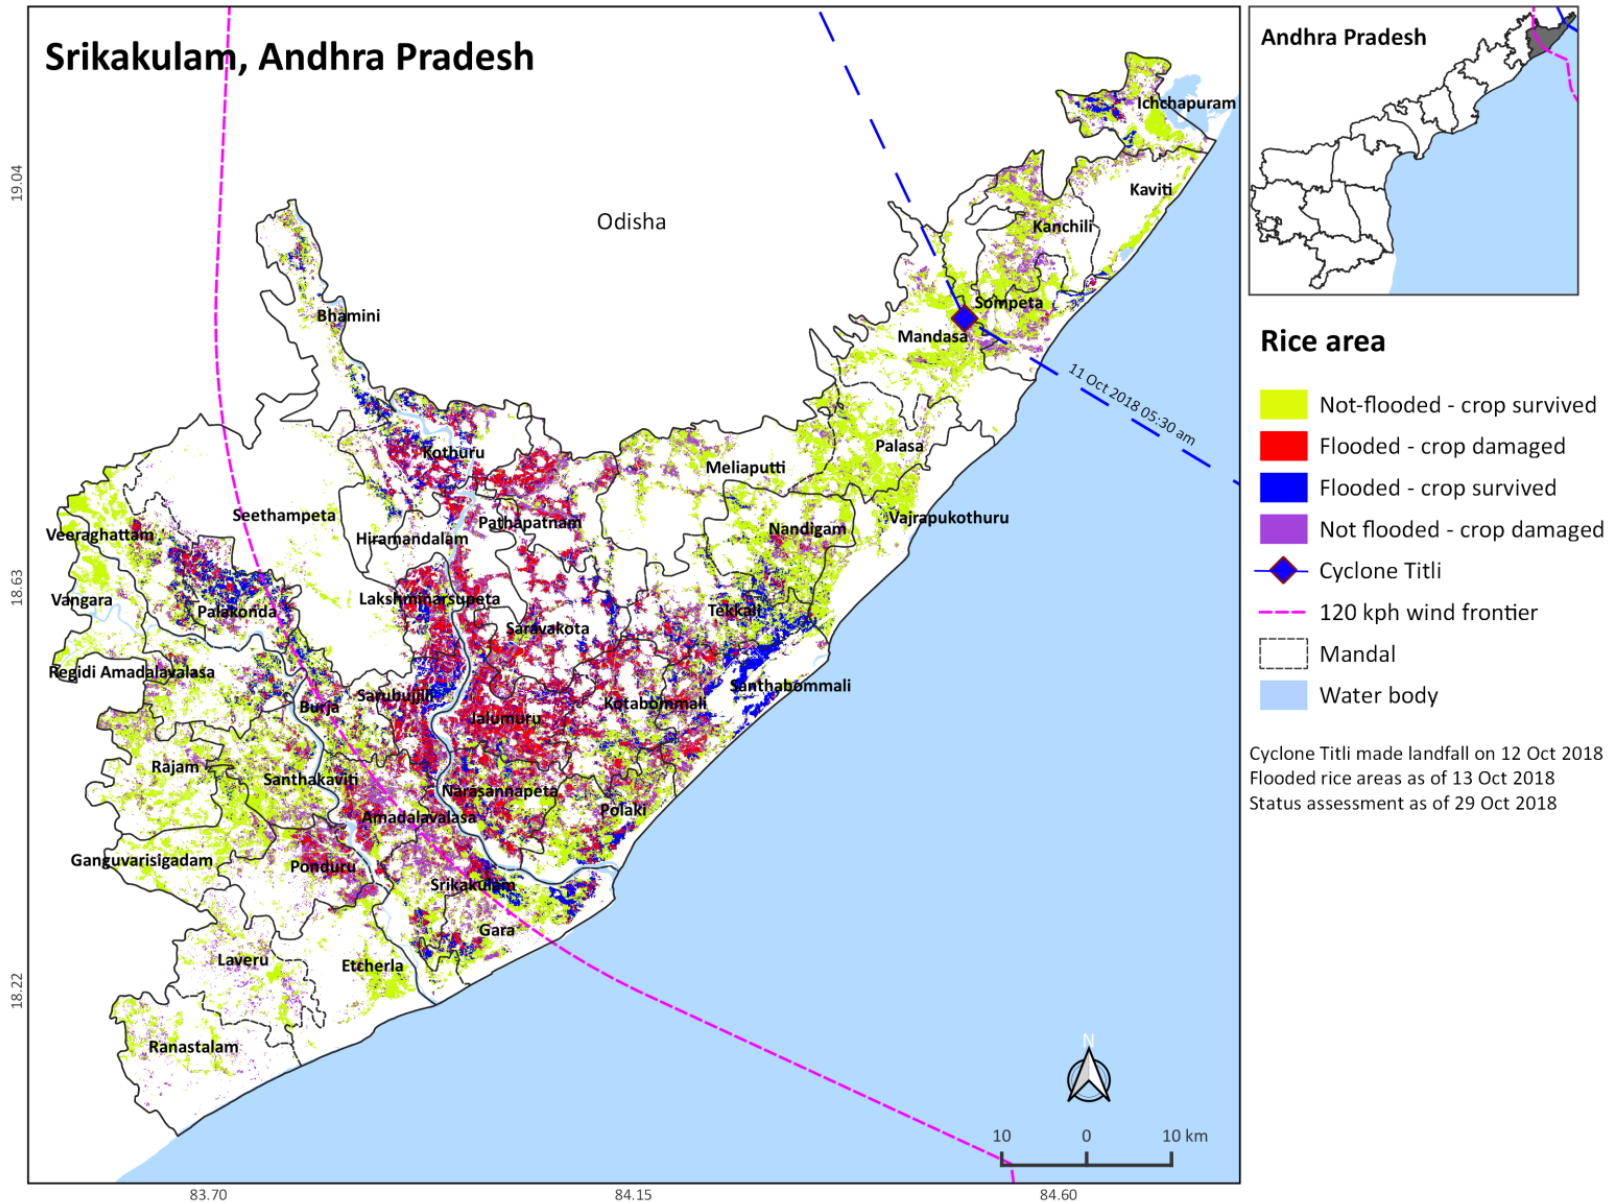 Srikakulam, Andhra Pradesh
Andhra Pradesh
Ichchapuram
19.04
Kaviti
Odisha
Kanchili
Sompeta
Bhamini
Mandasa
11 Oct 2018 05:30 am
Rice area
Not-flooded - crop survived
Flooded - crop damaged
Flooded - crop survived
Not flooded - crop damaged
Cyclone Titli
120 kph wind frontier
Mandal
Water body
Cyclone Titli made landfall on 12 Oct 2018
Flooded rice areas as of 13 Oct 2018
Status assessment as of 29 Oct 2018
Palasa
Kothuru
Meliaputti
Seethampeta
Pathapatnam
Vajrapukothuru
Nandigam
Veeraghattam
Hiramandalam
18.63
Vangara
Lakshminarsupeta
Palakonda
Tekkali
Saravakota
Regidi Amadalavalasa
Santhabommali
Sarubujjili
Burja
Kotabommali
Jalumuru
Rajam
Santhakaviti
Narasannapeta
Polaki
Amadalavalasa
Ganguvarisigadam
Ponduru
Srikakulam
Gara
Laveru
Etcherla
18.22
Ranastalam
N
10 0 10 km
83.70 84.15 84.60